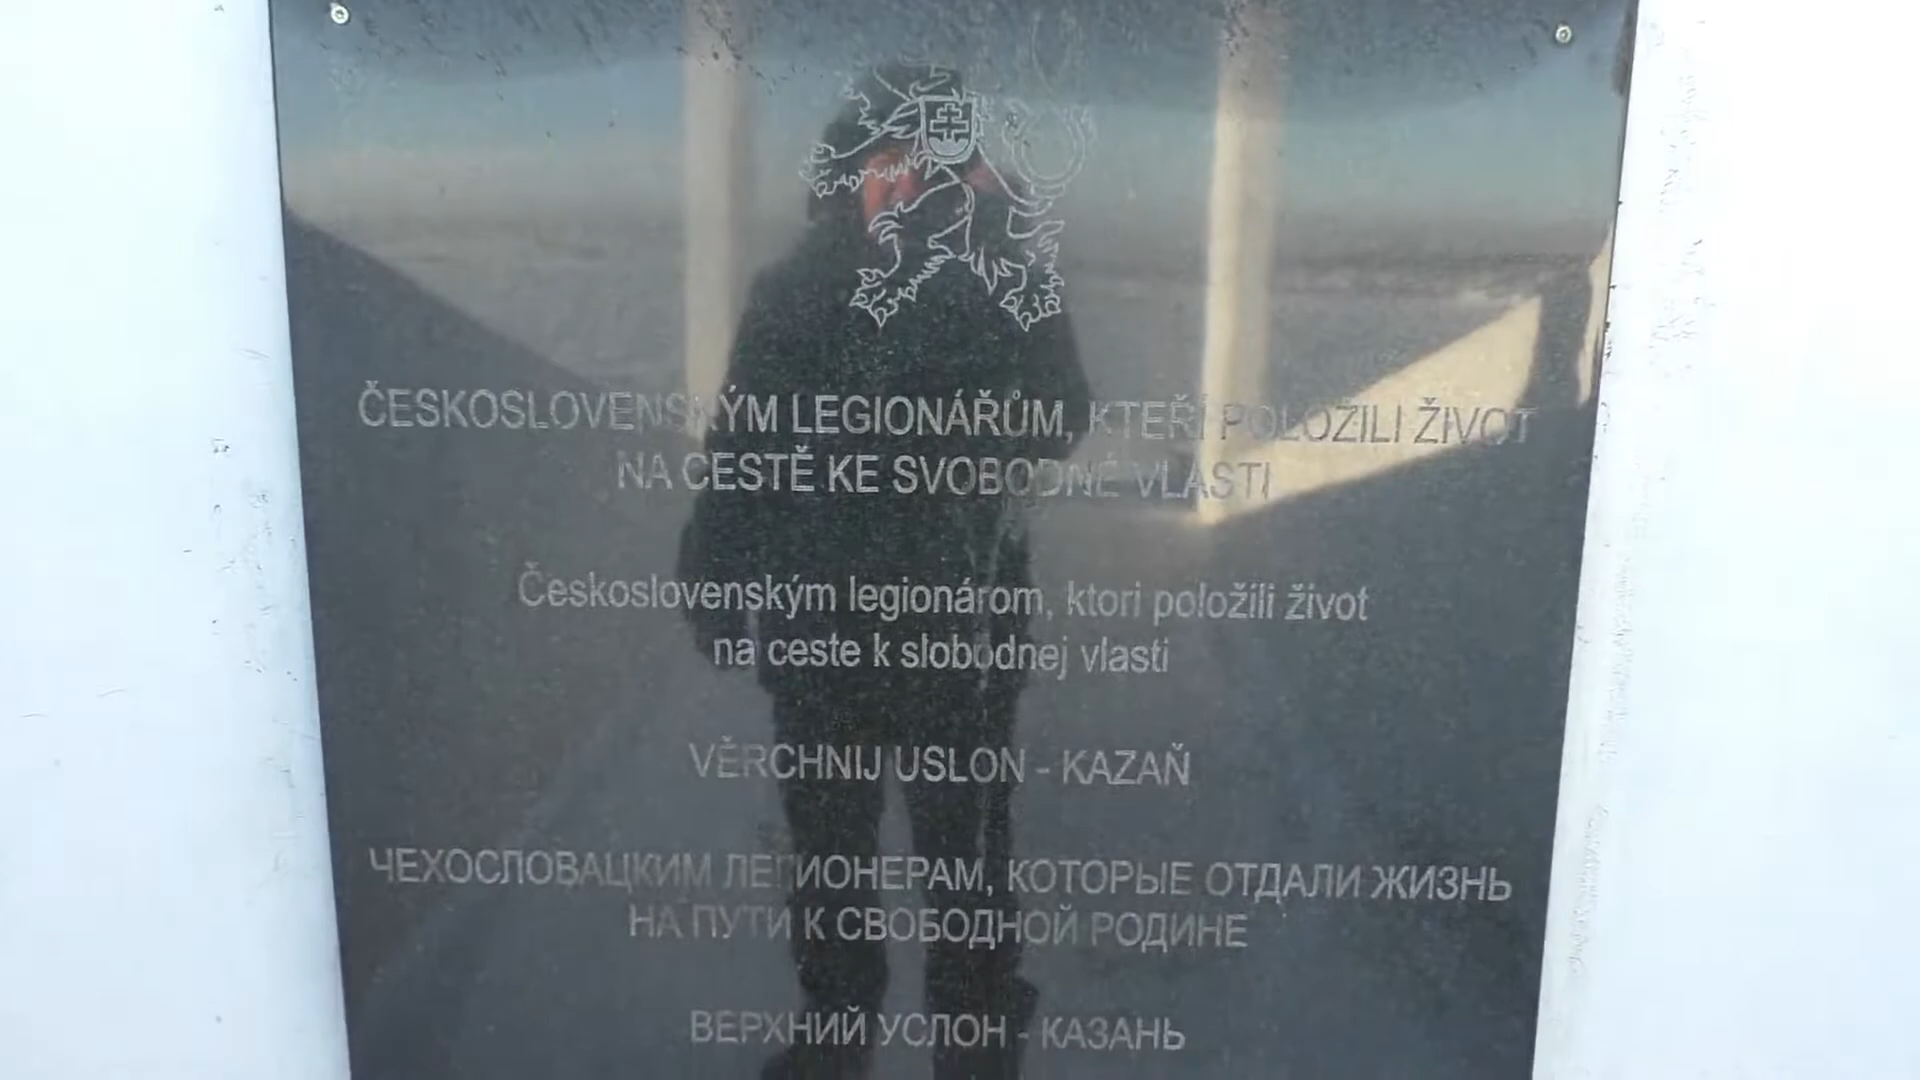 ČESKOSLOVENSKÝM LEGIONÁŘŮM, KTEŘÍ POLOŽILI ŽIVOT
NA CESTĚ KE SVOBODNÉ VLASTI
Československým legionárom, ktori položíli život
na ceste k slobodnej vlasti
VĚRCHNIJ USLON - KAZAŇ
ЧЕХОСЛОВАЦКИМ ЛЕГИОНЕРАМ, КОТОРЫЕ ОТДАЛИ ЖИЗНЬ
НА ПУТИ К СВОБОДНОЙ РОДИНЕ
ВЕРХНИЙ УСЛОН - КАЗАНЬ